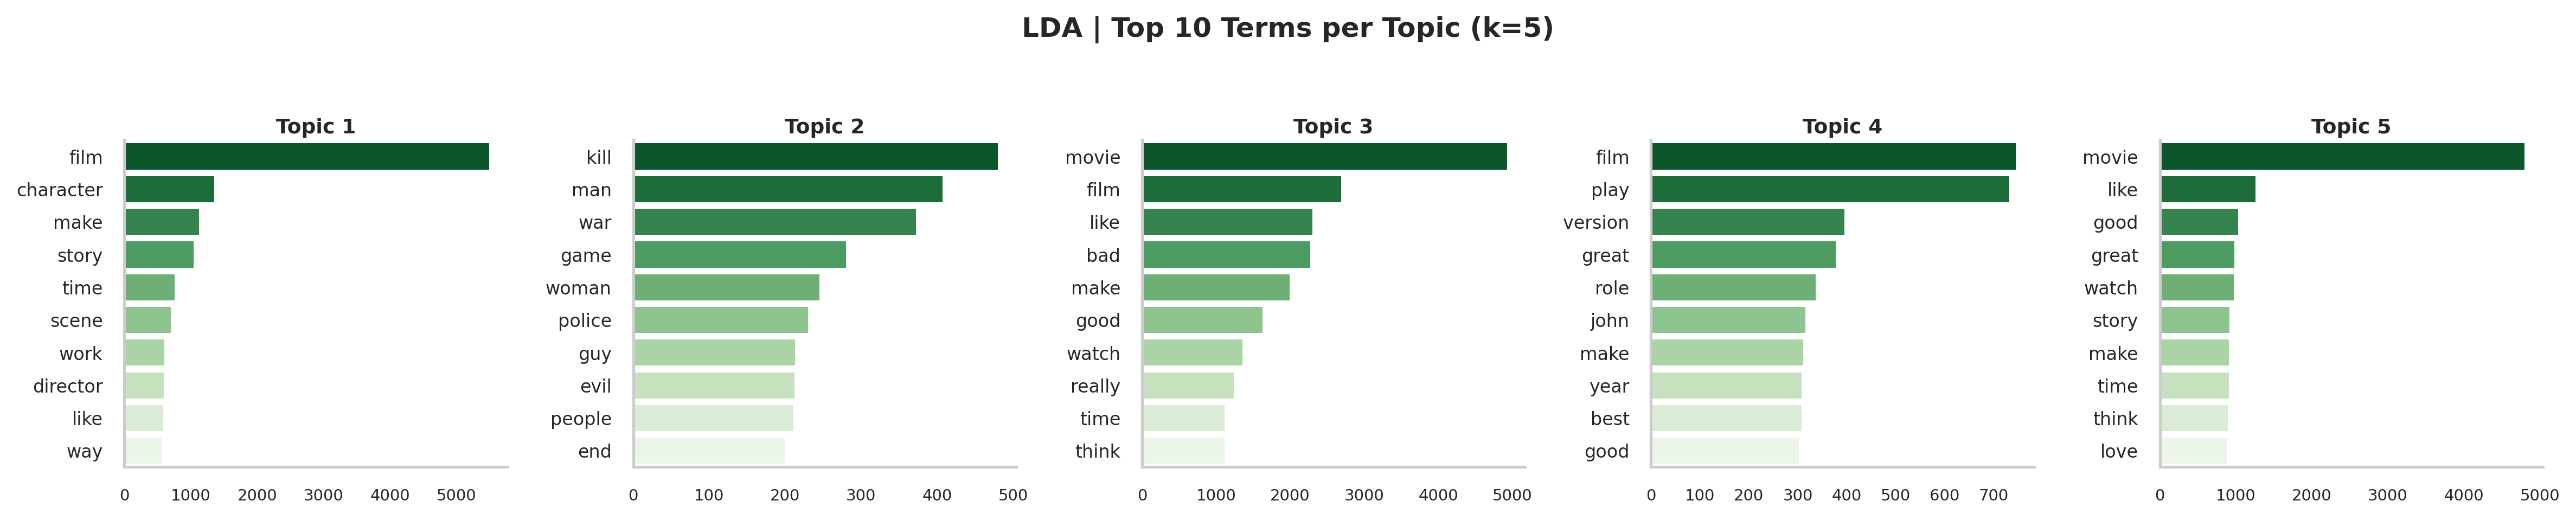 LDA | Top 10 Terms per Topic (k=5)
Topic 1
film
character
make
story
time
scene
work
director
like
way
0 1000 2000 3000 4000 5000
Topic 2
kill
man
war
game
woman
police
guy
evil
people
end
0 100 200 300 400 500
Topic 3
movie
film
like
bad
make
good
watch
really
time
think
0 1000 2000 3000 4000 5000
Topic 4
film
play
version
great
role
john
make
year
best
good
0 100 200 300 400 500 600 700
Topic 5
movie
like
good
great
watch
story
make
time
think
love
0 1000 2000 3000 4000 5000